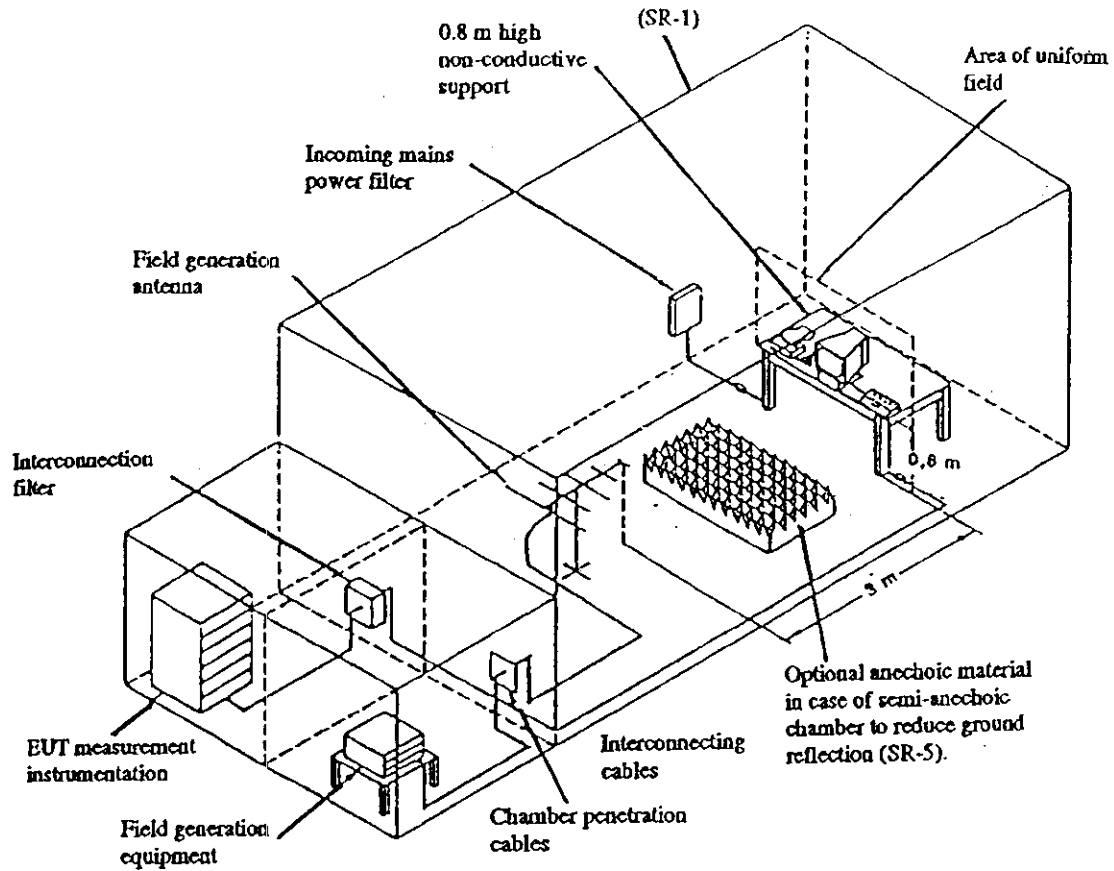 (SR-1)
0.8 m high
non-conductive
support
Area of uniform
field
Incoming mains
power filter
Field generation
antenna
Interconnection
filter
0,8 m
3 m
Optional anechoic material
in case of semi-anechoic
chamber to reduce ground
reflection (SR-5).
EUT measurement
instrumentation
Interconnecting
cables
Chamber penetration
cables
Field generation
equipment